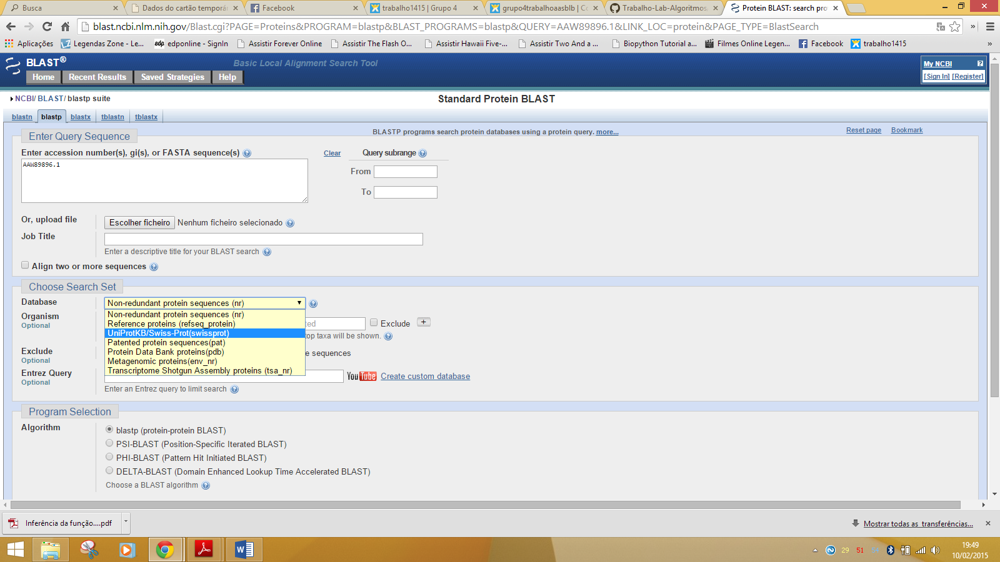 Busca
Dados do cartão temporá
Facebook
trabalho1415 | Grupo 4
grupo4trabalhoaasblb | Co
Trabalho-Lab-Algoritmos,
Protein BLAST: search pro
blast.ncbi.nlm.nih.gov/Blast.cgi?PAGE=Proteins&PROGRAM=blastp&BLAST_PROGRAMS=blastp&QUERY=AAW89896.1&LINK_LOC=protein&PAGE_TYPE=BlastSearch
Aplicações
Legendas Zone - Le...
edp edponline - SignIn
Assistir Forever Online
Assistir The Flash O...
Assistir Hawaii Five-...
Assistir Two And a ...
Biopython Tutorial a...
Filmes Online Legen...
Facebook
trabalho1415
BLAST®
Basic Local Alignment Search Tool
My NCBI ?
[Sign In] [Register]
Home
Recent Results
Saved Strategies
Help
NCBI/ BLAST/ blastp suite
Standard Protein BLAST
blastn
blastp
blastx
tblastn
tblastx
Enter Query Sequence
BLASTP programs search protein databases using a protein query. more...
Reset page
Bookmark
Enter accession number(s), gi(s), or FASTA sequence(s) ?
Clear
Query subrange ?
AAW89896.1
From
To
Or, upload file
Escolher ficheiro
Nenhum ficheiro selecionado ?
Job Title
Enter a descriptive title for your BLAST search ?
Align two or more sequences ?
Choose Search Set
Database
Non-redundant protein sequences (nr)
?
Non-redundant protein sequences (nr)
Reference proteins (refseq_protein)
UniProtKB/Swiss-Prot(swissprot)
Patented protein sequences(pat)
Protein Data Bank proteins(pdb)
Metagenomic proteins(env_nr)
Transcriptome Shotgun Assembly proteins (tsa_nr)
Organism
Optional
ted
Exclude
+
top taxa will be shown. ?
Exclude
Optional
e sequences
Entrez Query
Optional
YouTube Create custom database
Enter an Entrez query to limit search ?
Program Selection
Algorithm
blastp (protein-protein BLAST)
PSI-BLAST (Position-Specific Iterated BLAST)
PHI-BLAST (Pattern Hit Initiated BLAST)
DELTA-BLAST (Domain Enhanced Lookup Time Accelerated BLAST)
Choose a BLAST algorithm ?
Inferência da função....pdf
Mostrar todas as transferências...
29
51
19:49
10/02/2015